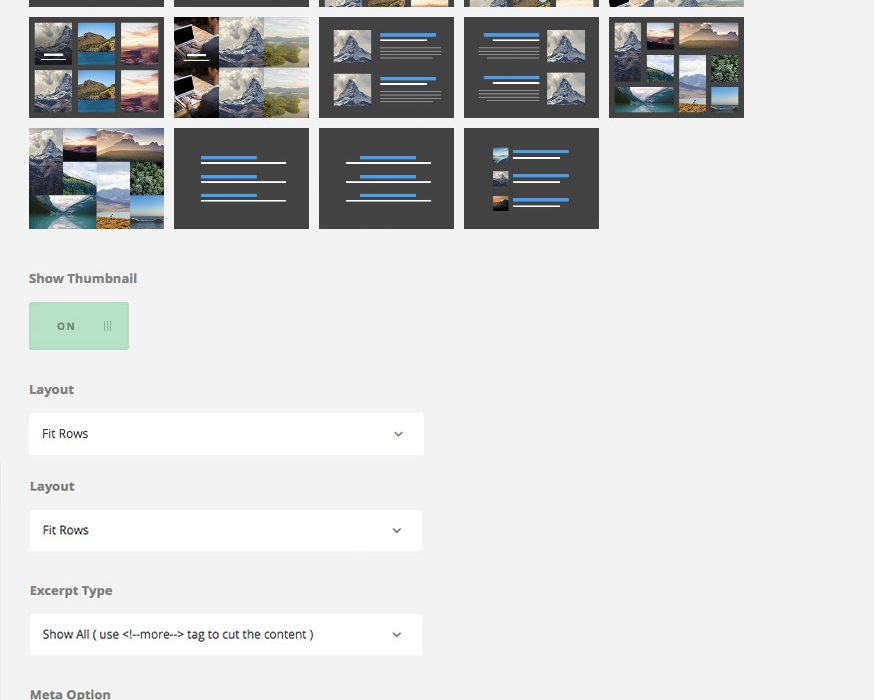 Show Thumbnail
ON
Layout
Fit Rows
Layout
Fit Rows
Excerpt Type
Show All ( use <!--more--> tag to cut the content )
Meta Option